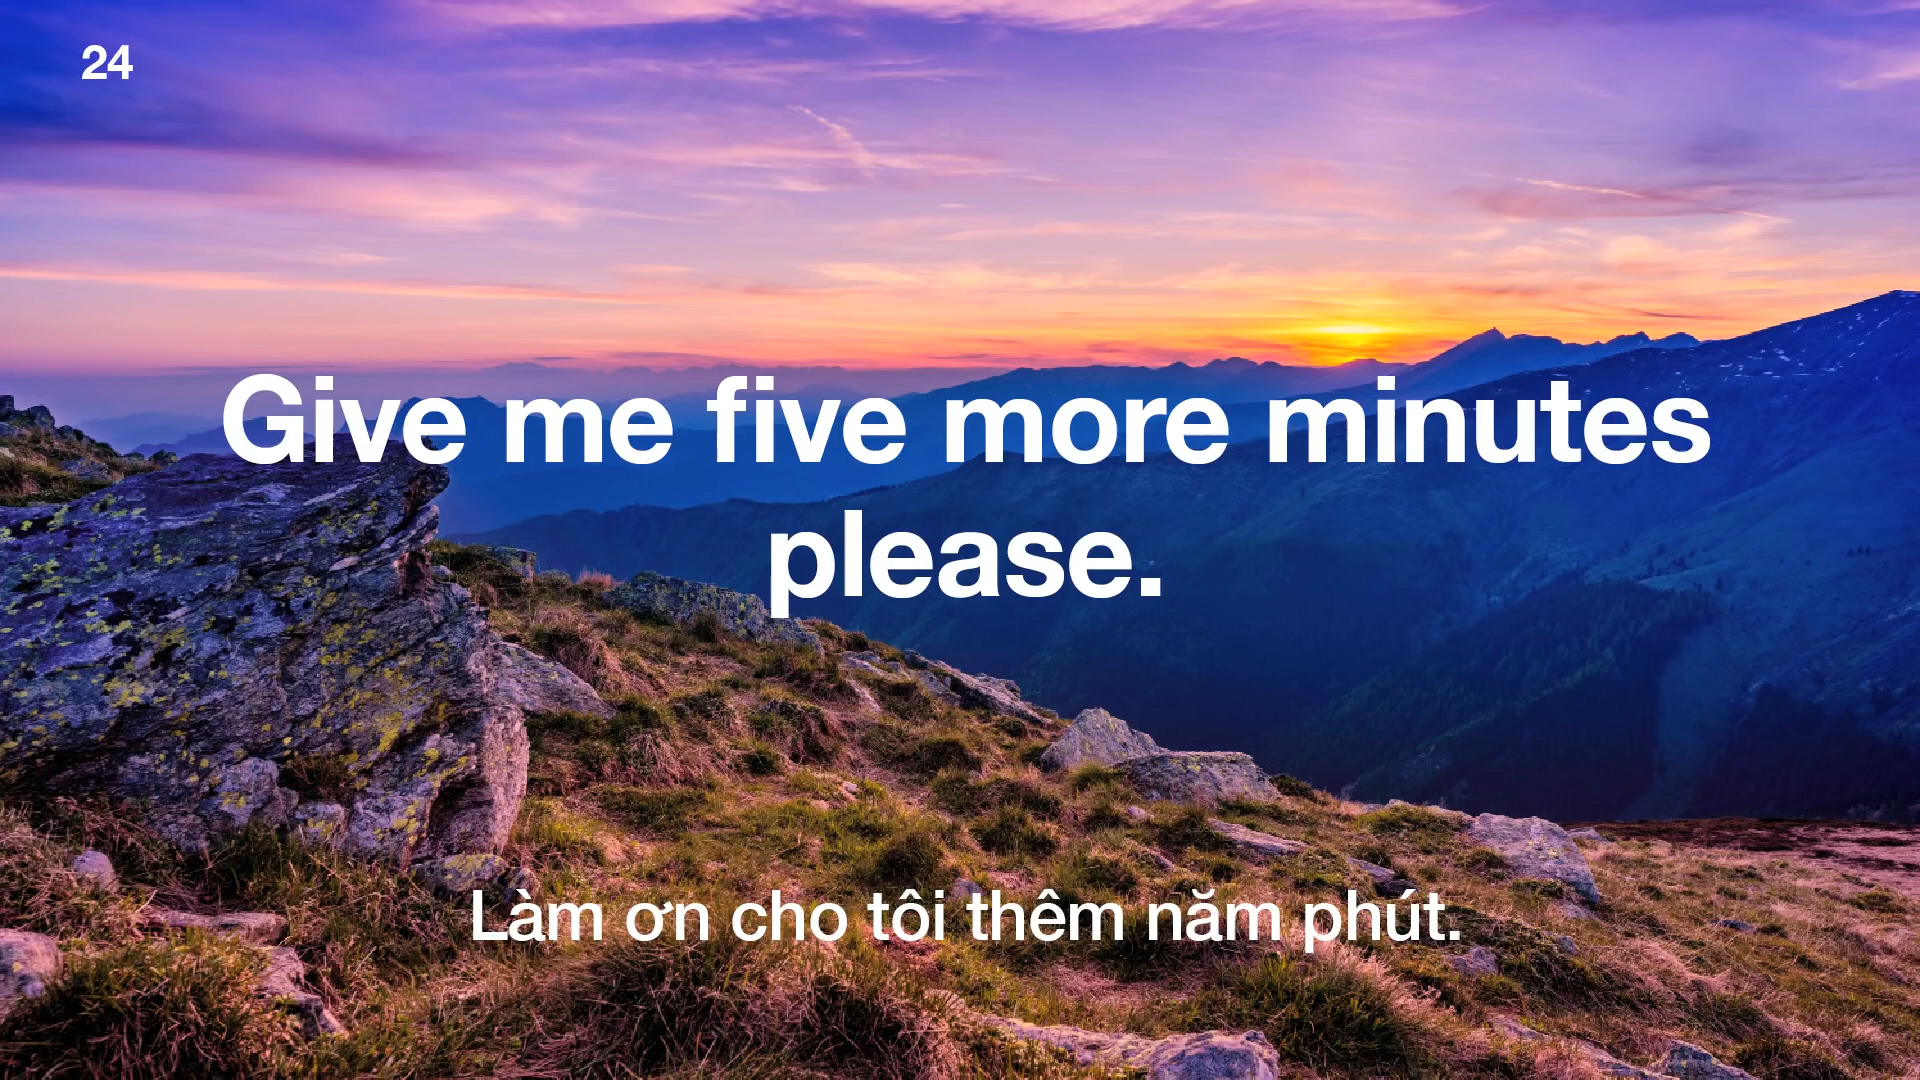 24
Give me five more minutes
please.
Làm ơn cho tôi thêm năm phút.